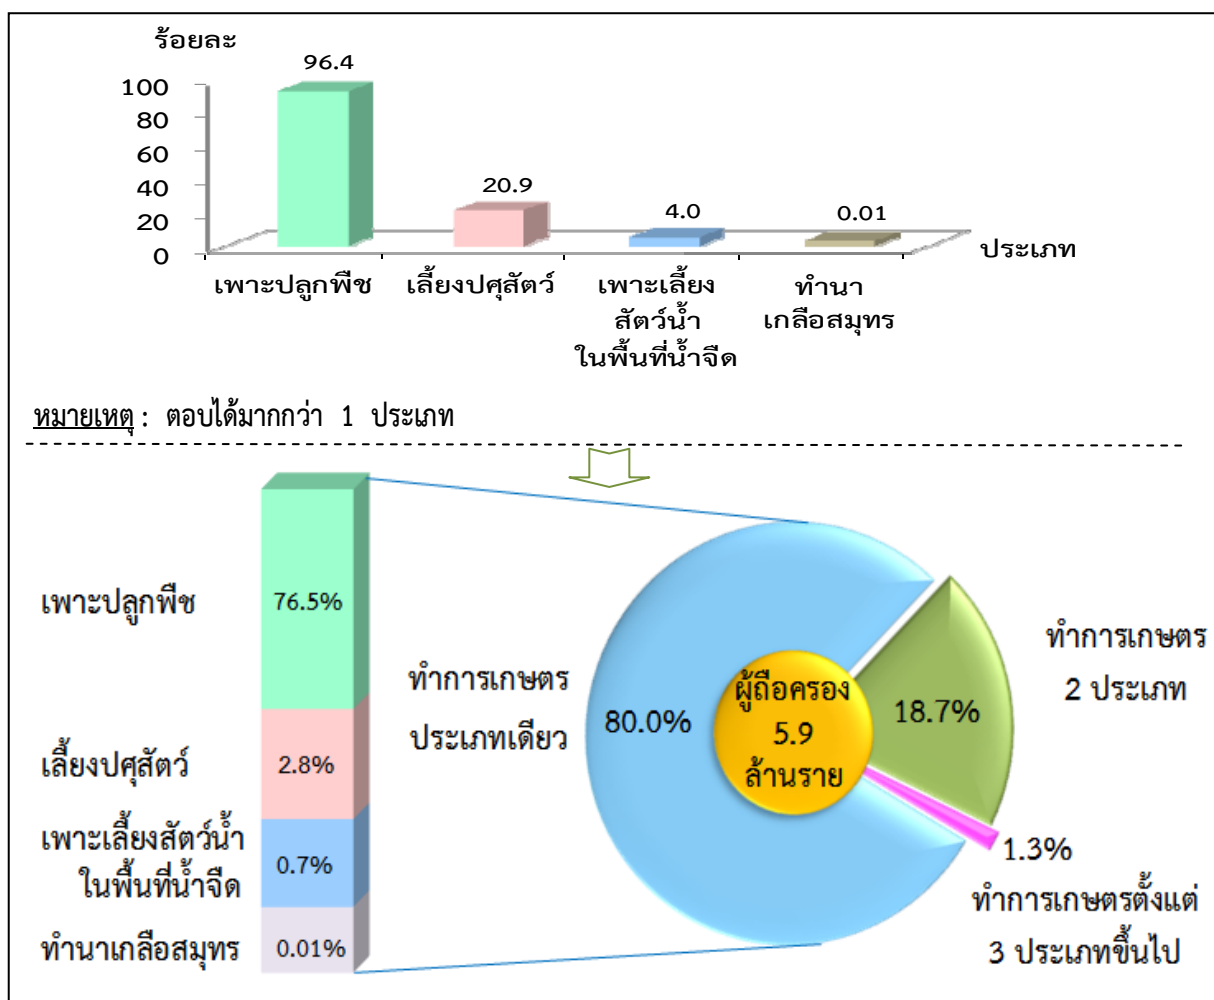 ร้อยละ
96.4
100
80
60
40
20
0
20.9
4.0
0.01
ประเภท
เพาะปลูกพืช
เลี้ยงปศุสัตว์
เพาะเลี้ยง
สัตว์น้ำ
ในพื้นที่น้ำจืด
ทำนา
เกลือสมุทร
หมายเหตุ : ตอบได้มากกว่า 1 ประเภท
เพาะปลูกพืช
76.5%
เลี้ยงปศุสัตว์
2.8%
เพาะเลี้ยงสัตว์น้ำ
ในพื้นที่น้ำจืด
0.7%
ทำนาเกลือสมุทร
0.01%
ทำการเกษตร
ประเภทเดียว
80.0%
ผู้ถือครอง
5.9
ล้านราย
18.7%
ทำการเกษตร
2 ประเภท
1.3%
ทำการเกษตรตั้งแต่
3 ประเภทขึ้นไป